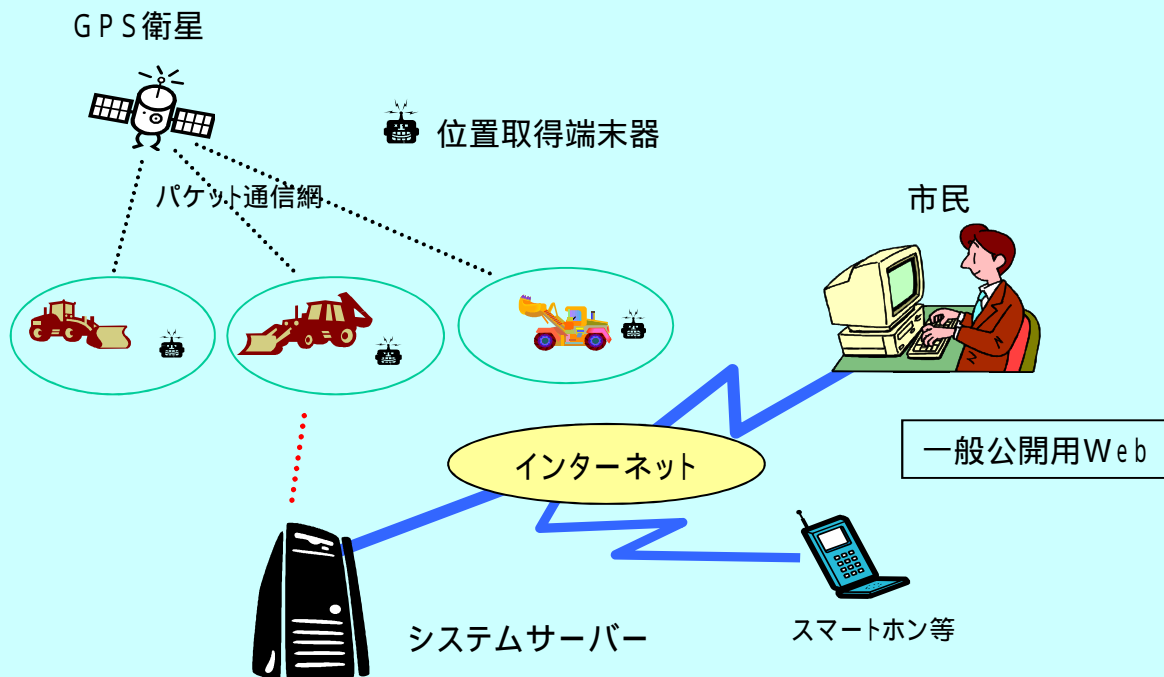 GPS衛星
位置取得端末器
パケット通信網
市民
インターネット
一般公開用Web
システムサーバー
スマートホン等